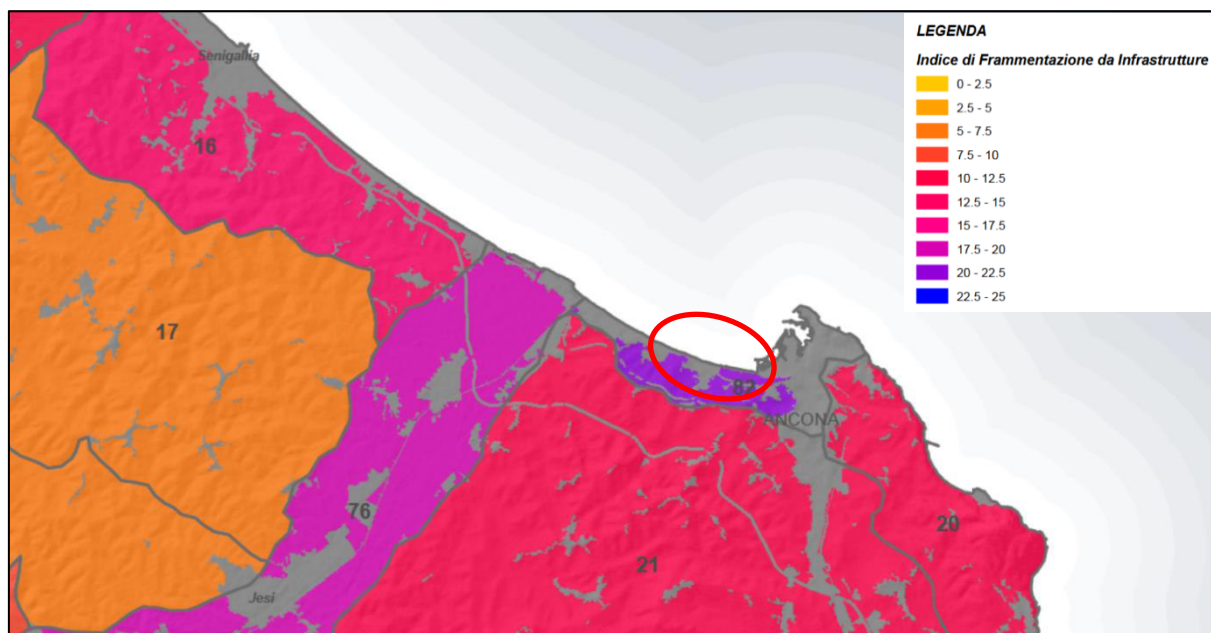 LEGENDA
Indice di Frammentazione da Infrastrutture
0 - 2.5
2.5 - 5
5 - 7.5
7.5 - 10
10 - 12.5
12.5 - 15
15 - 17.5
17.5 - 20
20 - 22.5
22.5 - 25
Senigallia
16
17
82
ANCONA
76
20
21
Jesi